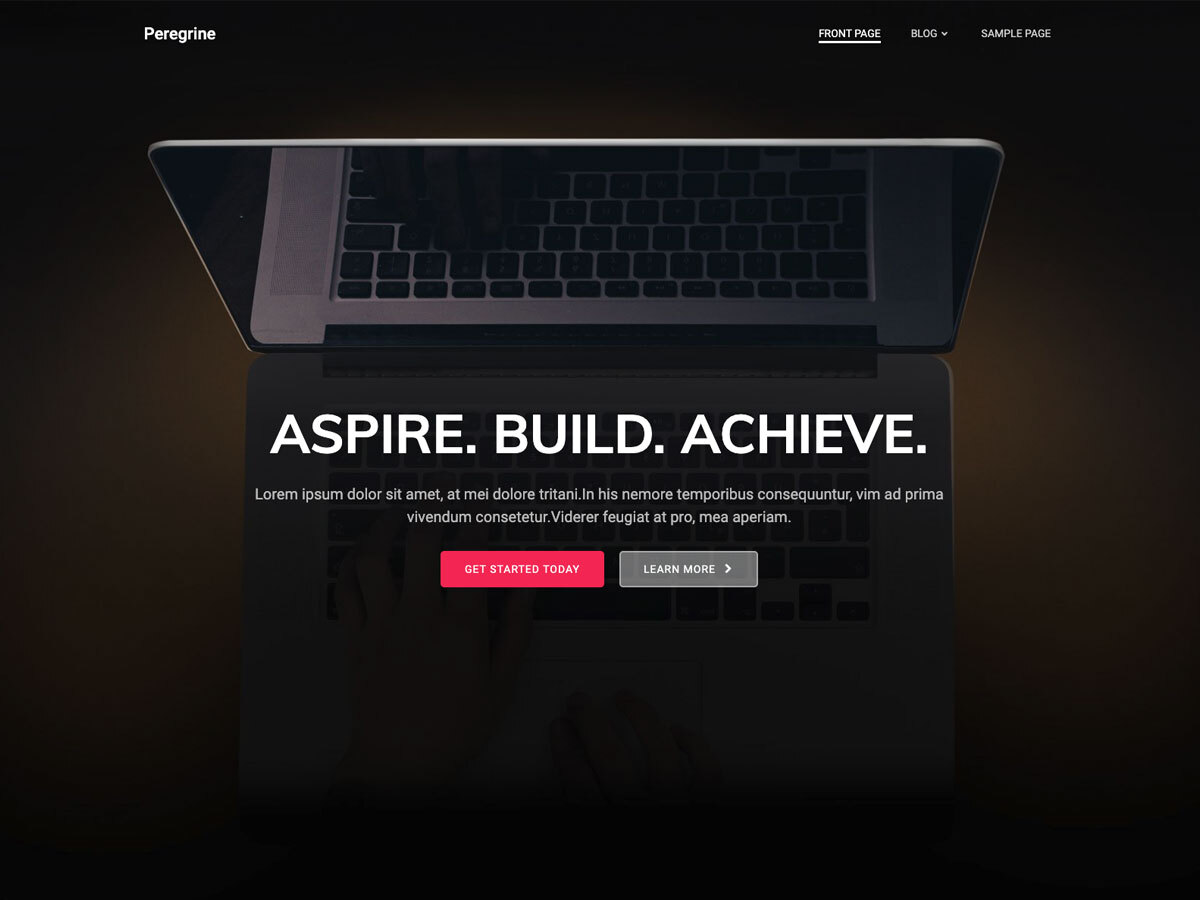 Peregrine
FRONT PAGE
BLOG
SAMPLE PAGE
ASPIRE. BUILD. ACHIEVE.
Lorem ipsum dolor sit amet, at mei dolore tritani.In his nemore temporibus consequuntur, vim ad prima
vivendum consetetur.Viderer feugiat at pro, mea aperiam.
GET STARTED TODAY
LEARN MORE